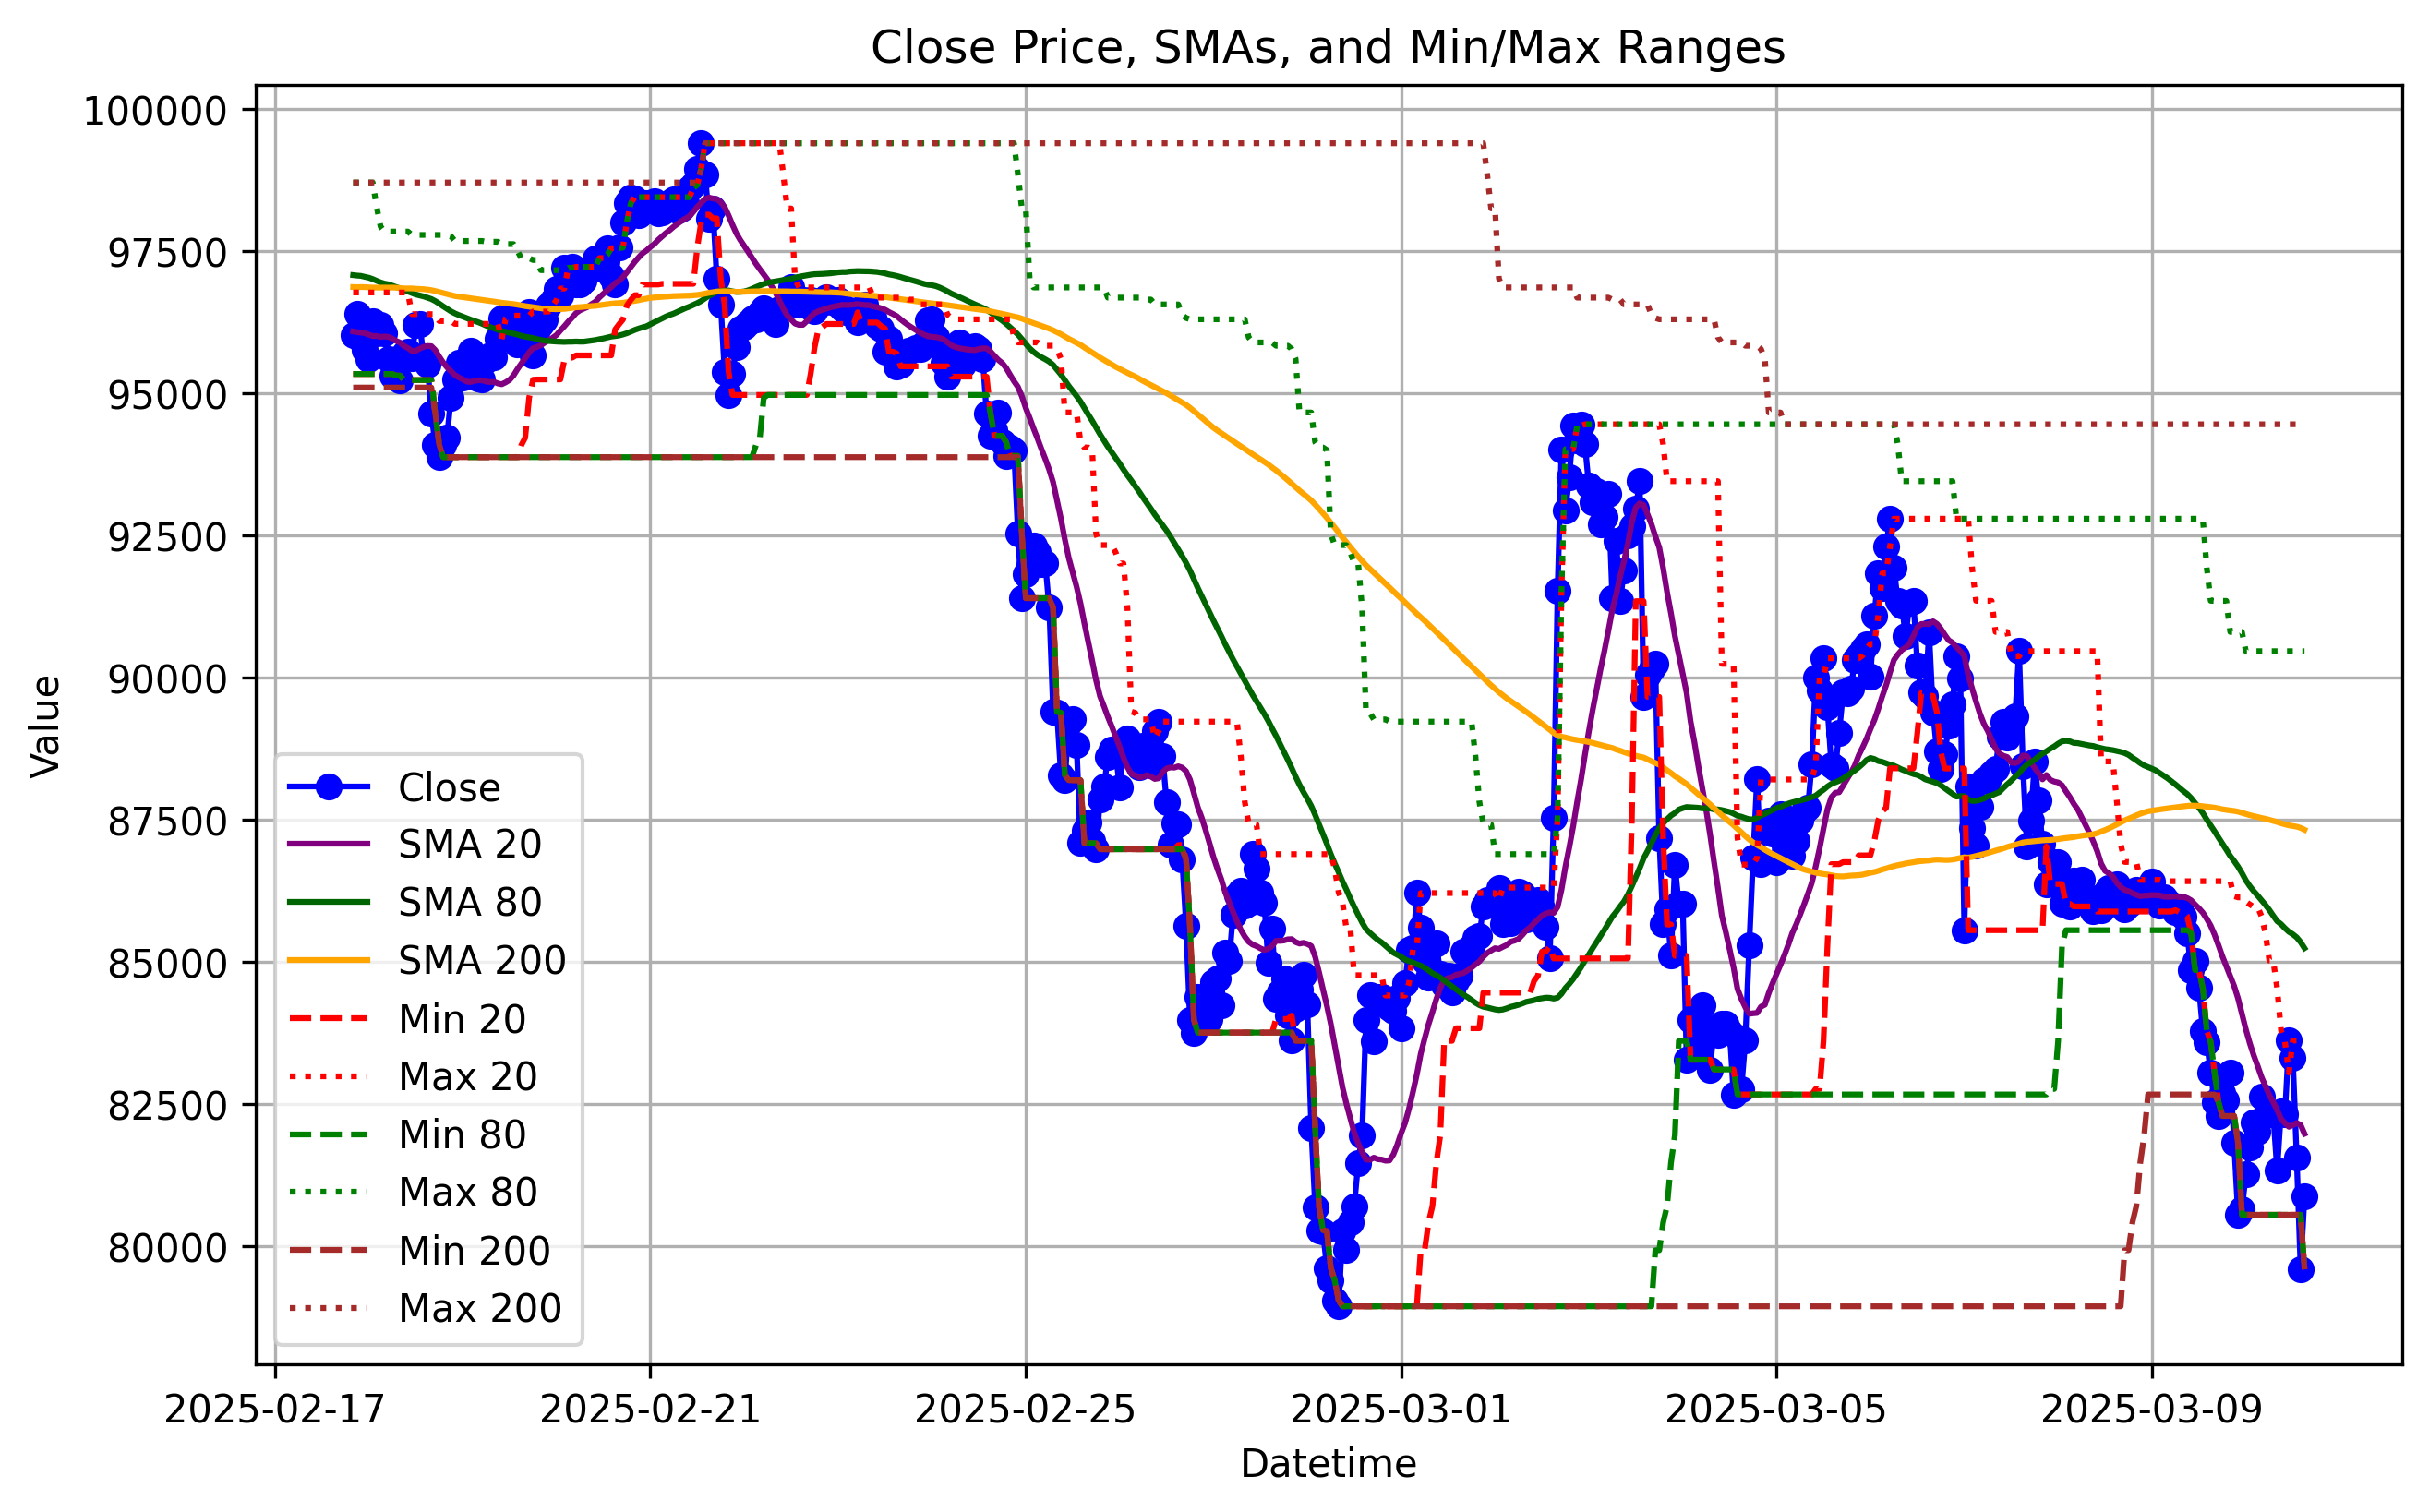 Close Price, SMAs, and Min/Max Ranges
Value
100000
97500
95000
92500
90000
87500
85000
82500
80000
Close
SMA 20
SMA 80
SMA 200
Min 20
Max 20
Min 80
Max 80
Min 200
Max 200
2025-02-17 2025-02-21 2025-02-25 2025-03-01 2025-03-05 2025-03-09
Datetime